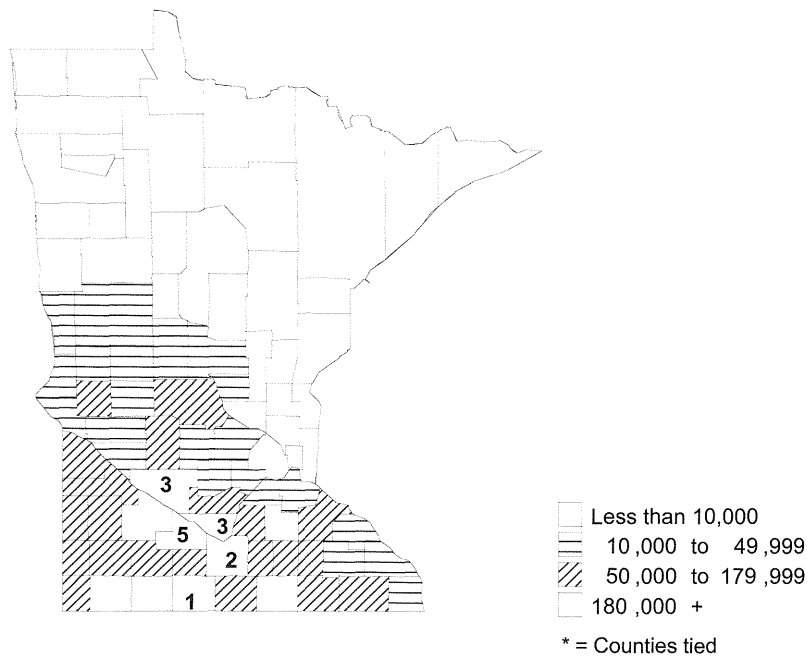 3
3
5
2
1
Less than 10,000
10 ,000 to 49 ,999
50 ,000 to 179 ,999
180 ,000 +
* = Counties tied